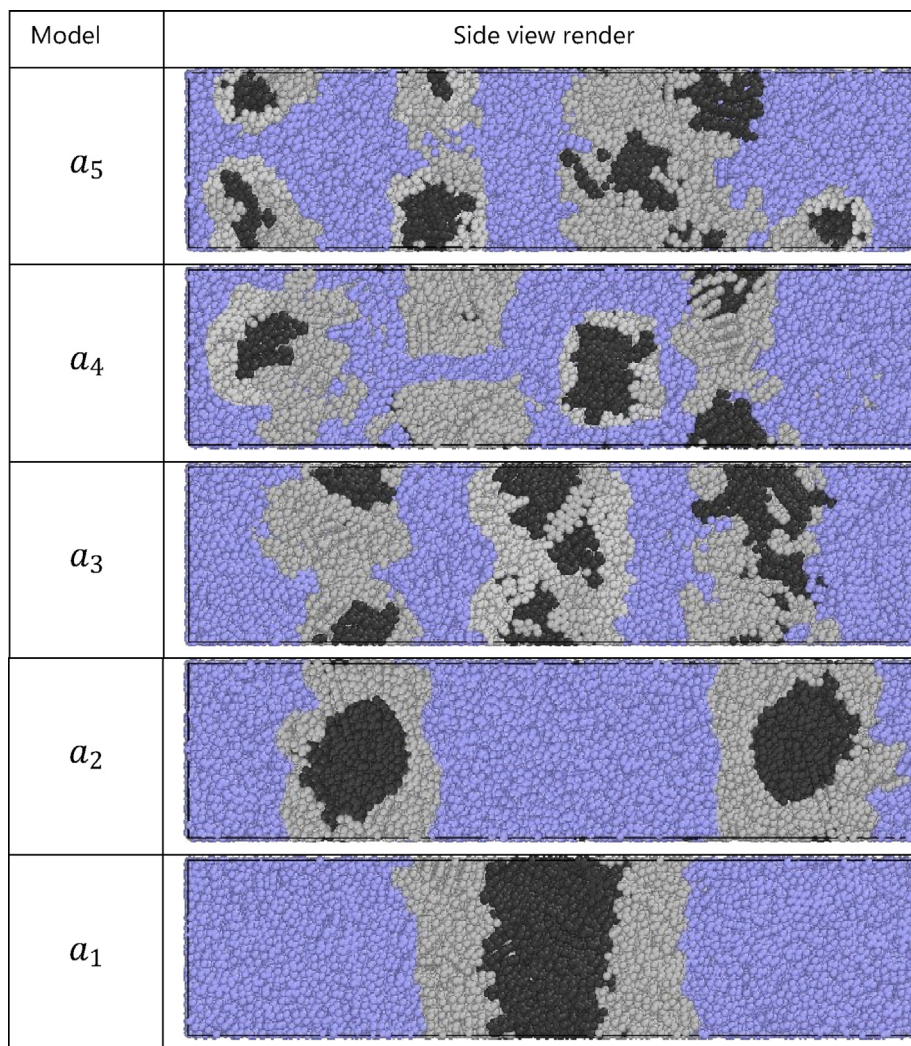 Model Side view render
a₅
a₄
a₃
a₂
a₁